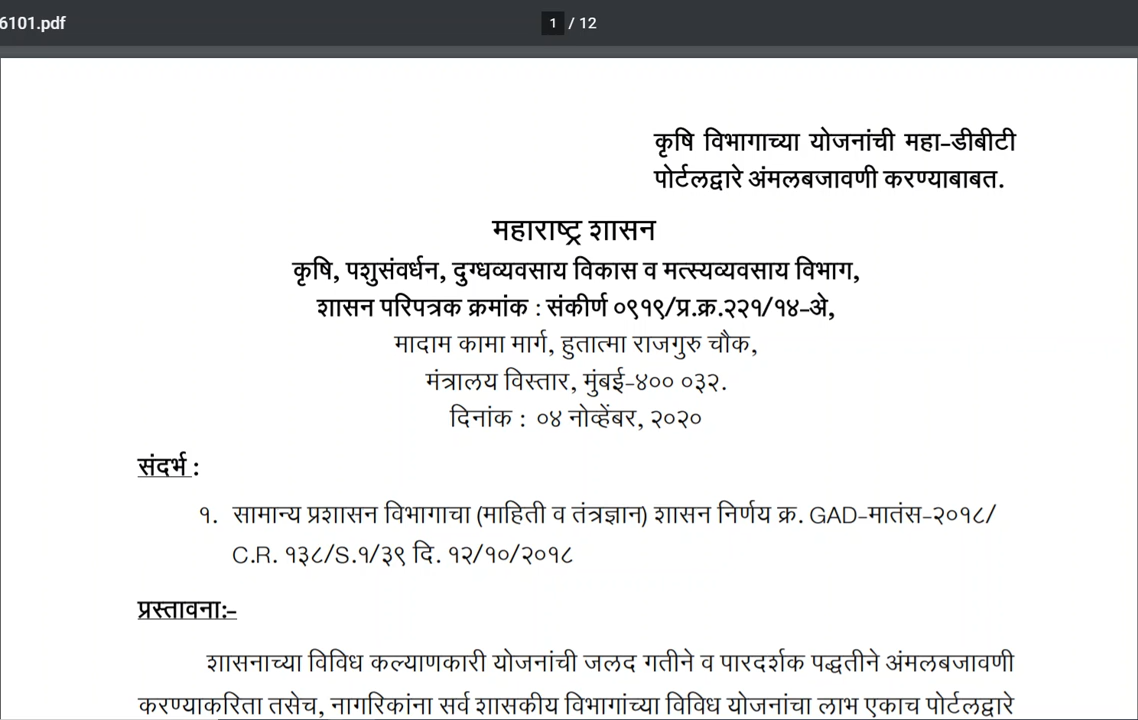 6101.pdf
1 / 12
कृषि विभागाच्या योजनांची महा-डीबीटी
पोर्टलद्वारे अंमलबजावणी करण्याबाबत.
महाराष्ट्र शासन
कृषि, पशुसंवर्धन, दुग्धव्यवसाय विकास व मत्स्यव्यवसाय विभाग,
शासन परिपत्रक क्रमांक : संकीर्ण ०९१९/प्र.क्र.२२१/१४-अे,
मादाम कामा मार्ग, हुतात्मा राजगुरु चौक,
मंत्रालय विस्तार, मुंबई-४०० ०३२.
दिनांक : ०४ नोव्हेंबर, २०२०
संदर्भ :
१. सामान्य प्रशासन विभागाचा (माहिती व तंत्रज्ञान) शासन निर्णय क्र. GAD-मातंस-२०१८/
C.R. १३८/S.१/३९ दि. १२/१०/२०१८
प्रस्तावना:-
शासनाच्या विविध कल्याणकारी योजनांची जलद गतीने व पारदर्शक पद्धतीने अंमलबजावणी
करण्याकरिता तसेच, नागरिकांना सर्व शासकीय विभागांच्या विविध योजनांचा लाभ एकाच पोर्टलद्वारे